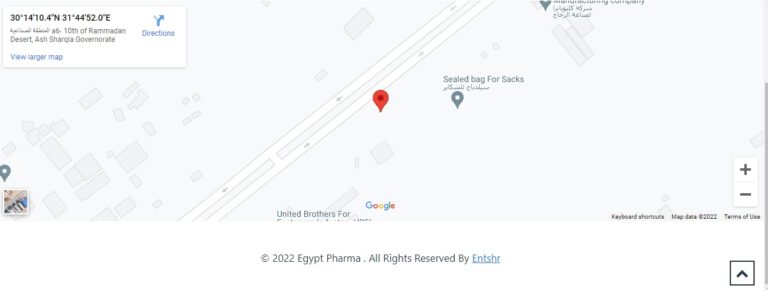 30°14'10.4"N 31°44'52.0"E
المنطقة الصناعية a6، 10th of Rammadan
Desert, Ash Sharqia Governorate
Directions
View larger map
Manufacturing company
شركة كليوباترا
لصناعة الزجاج
Sealed bag For Sacks
سيلدباج للشكاير
Google
United Brothers For
Keyboard shortcuts
Map data ©2022
Terms of Use
© 2022 Egypt Pharma . All Rights Reserved By Entshr